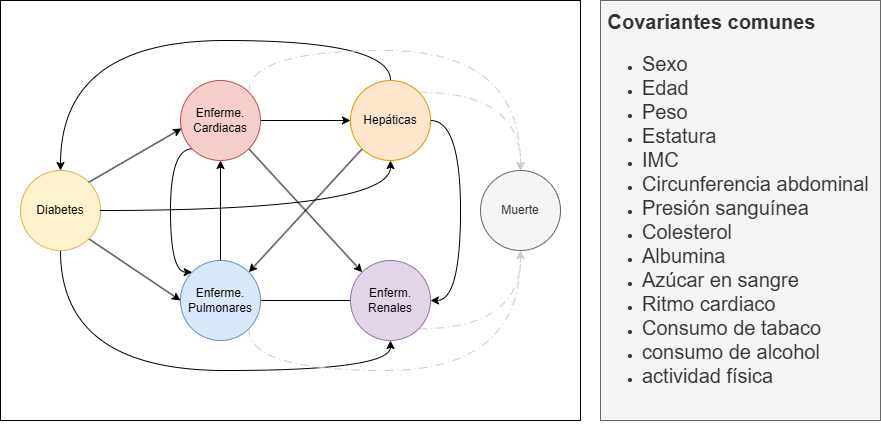 Enferme.
Cardiacas
Hepáticas
Diabetes
Muerte
Enferme.
Pulmonares
Enferm.
Renales
Covariantes comunes
Sexo
Edad
Peso
Estatura
IMC
Circunferencia abdominal
Presión sanguínea
Colesterol
Albumina
Azúcar en sangre
Ritmo cardiaco
Consumo de tabaco
consumo de alcohol
actividad física